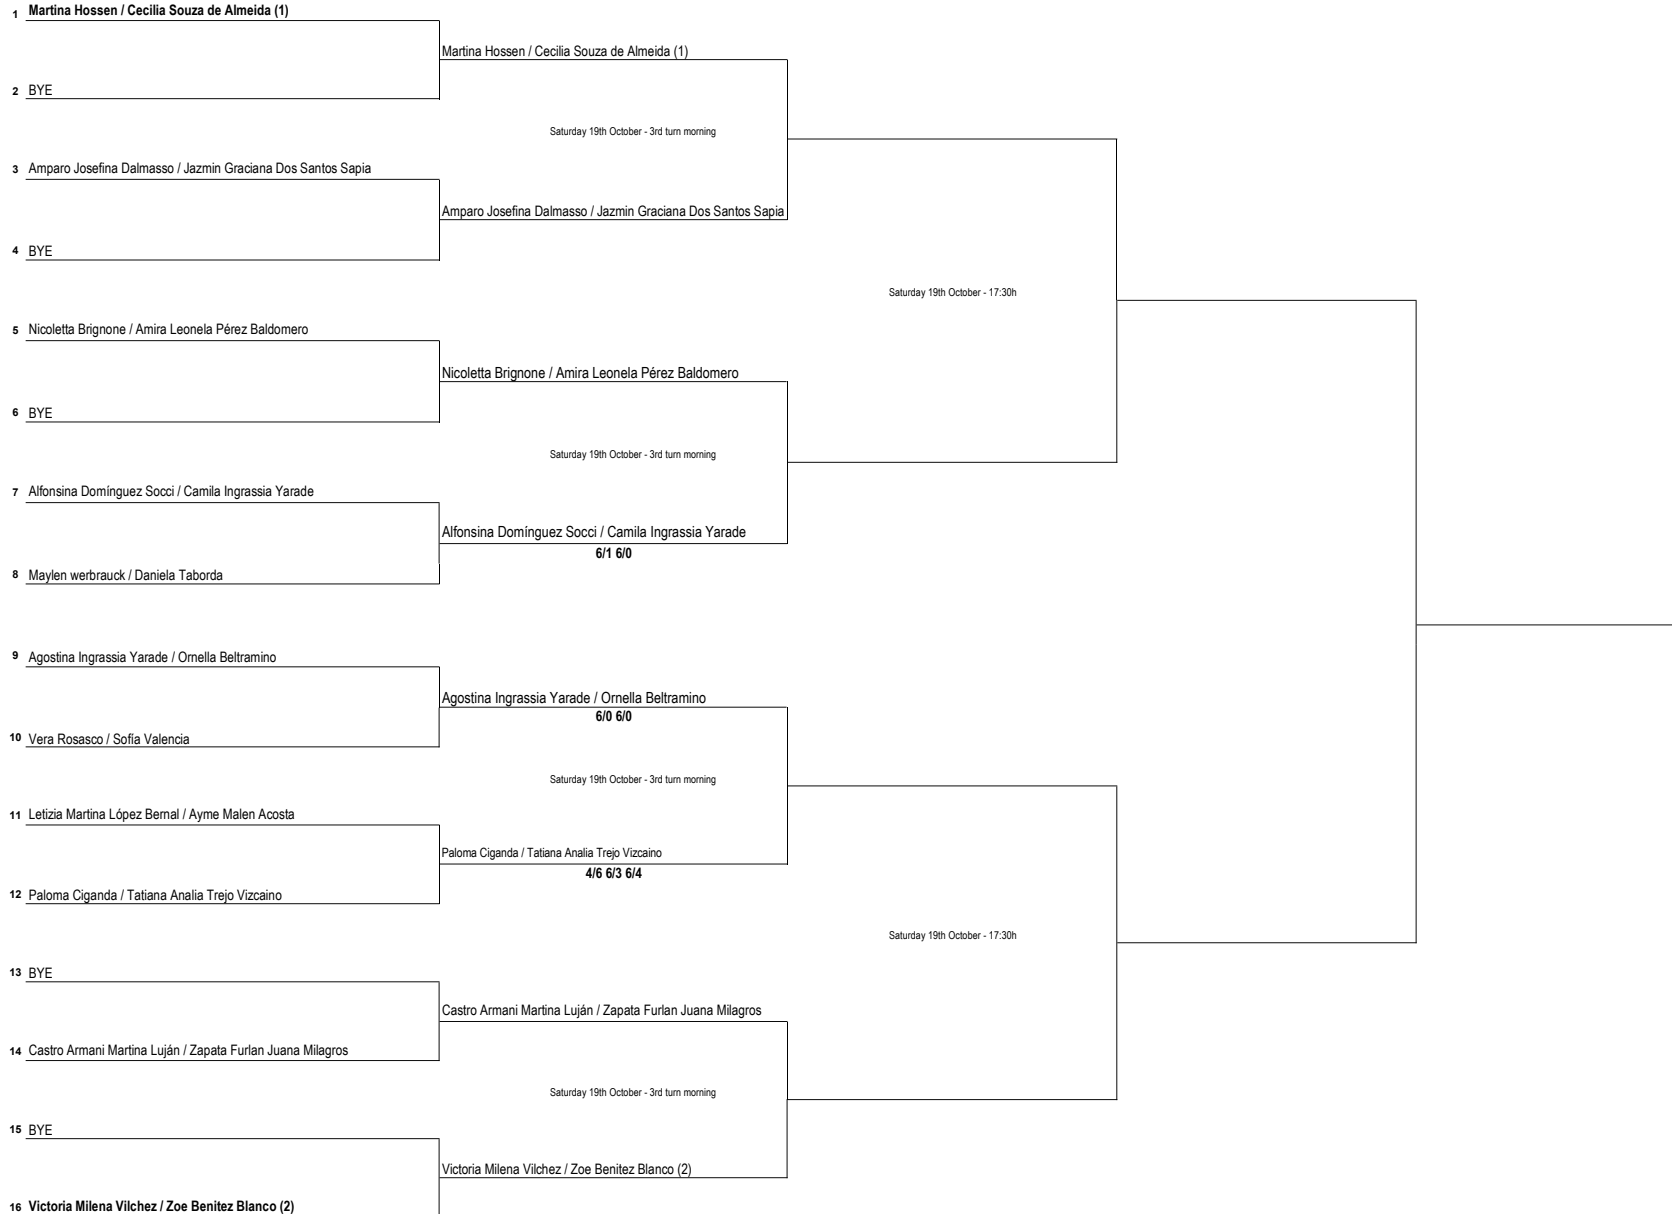 1 Martina Hossen / Cecilia Souza de Almeida (1)
Martina Hossen / Cecilia Souza de Almeida (1)
2 BYE
Saturday 19th October - 3rd turn morning
3 Amparo Josefina Dalmasso / Jazmin Graciana Dos Santos Sapia
Amparo Josefina Dalmasso / Jazmin Graciana Dos Santos Sapia
4 BYE
Saturday 19th October - 17:30h
5 Nicoletta Brignone / Amira Leonela Pérez Baldomero
Nicoletta Brignone / Amira Leonela Pérez Baldomero
6 BYE
Saturday 19th October - 3rd turn morning
7 Alfonsina Domínguez Socci / Camila Ingrassia Yarade
Alfonsina Domínguez Socci / Camila Ingrassia Yarade
6/1 6/0
8 Maylen werbrauck / Daniela Taborda
9 Agostina Ingrassia Yarade / Ornella Beltramino
Agostina Ingrassia Yarade / Ornella Beltramino
6/0 6/0
10 Vera Rosasco / Sofía Valencia
Saturday 19th October - 3rd turn morning
11 Letizia Martina López Bernal / Ayme Malen Acosta
Paloma Ciganda / Tatiana Analia Trejo Vizcaino
4/6 6/3 6/4
12 Paloma Ciganda / Tatiana Analia Trejo Vizcaino
Saturday 19th October - 17:30h
13 BYE
Castro Armani Martina Luján / Zapata Furlan Juana Milagros
14 Castro Armani Martina Luján / Zapata Furlan Juana Milagros
Saturday 19th October - 3rd turn morning
15 BYE
Victoria Milena Vilchez / Zoe Benitez Blanco (2)
16 Victoria Milena Vilchez / Zoe Benitez Blanco (2)